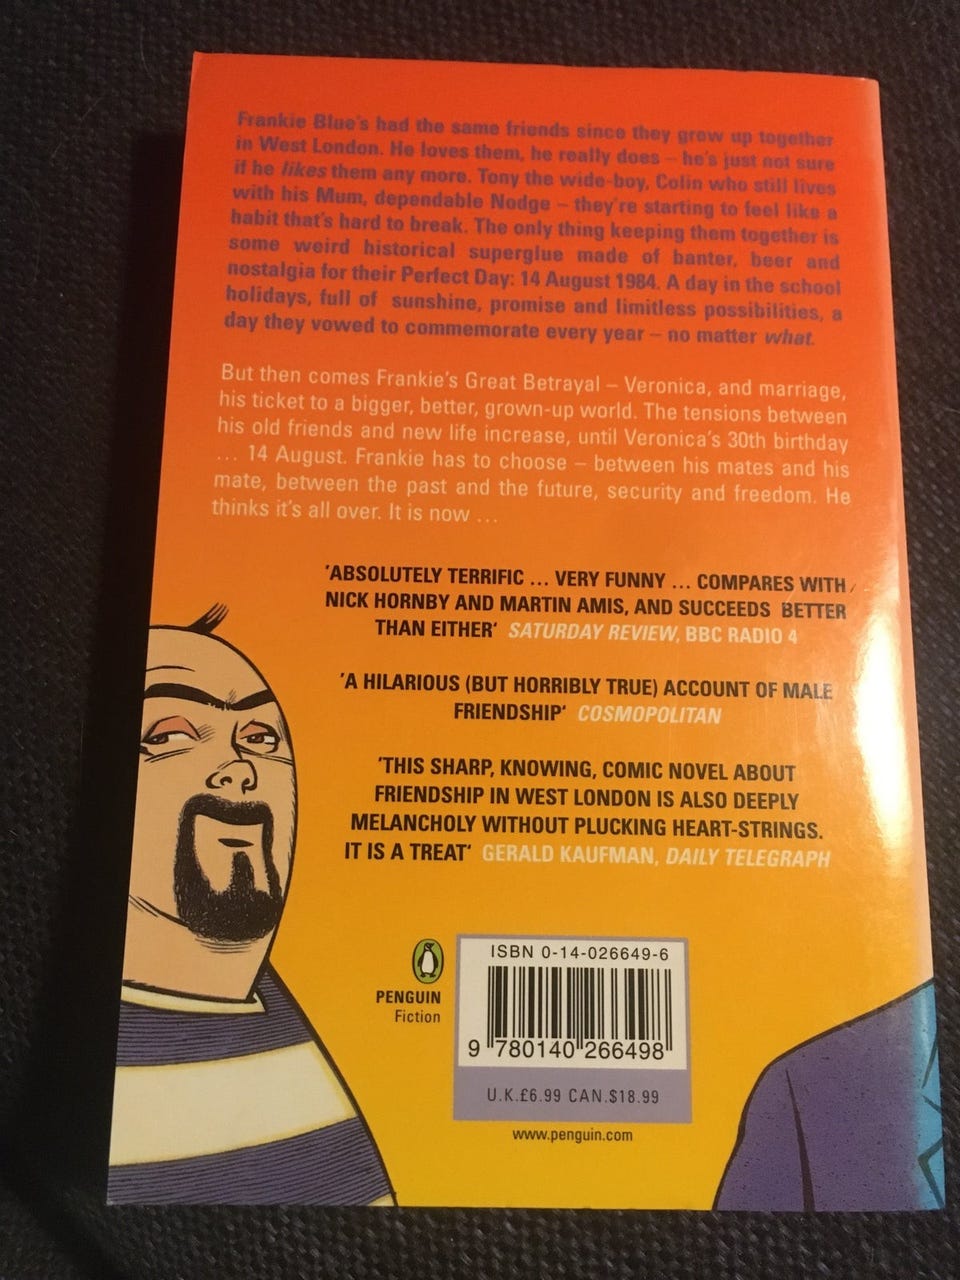 Frankie Blue's had the same friends since they grew up together
in West London. He loves them, he really does – he's just not sure
if he likes them any more. Tony the wide-boy, Colin who still lives
with his Mum, dependable Nodge – they're starting to feel like a
habit that's hard to break. The only thing keeping them together is
some weird historical superglue made of banter, beer and
nostalgia for their Perfect Day: 14 August 1984. A day in the school
holidays, full of sunshine, promise and limitless possibilities, a
day they vowed to commemorate every year – no matter what.
But then comes Frankie's Great Betrayal – Veronica, and marriage,
his ticket to a bigger, better, grown-up world. The tensions between
his old friends and new life increase, until Veronica's 30th birthday
... 14 August. Frankie has to choose – between his mates and his
mate, between the past and the future, security and freedom. He
thinks it's all over. It is now ...
'ABSOLUTELY TERRIFIC ... VERY FUNNY ... COMPARES WITH
NICK HORNBY AND MARTIN AMIS, AND SUCCEEDS BETTER
THAN EITHER' SATURDAY REVIEW, BBC RADIO 4
'A HILARIOUS (BUT HORRIBLY TRUE) ACCOUNT OF MALE
FRIENDSHIP' COSMOPOLITAN
'THIS SHARP, KNOWING, COMIC NOVEL ABOUT
FRIENDSHIP IN WEST LONDON IS ALSO DEEPLY
MELANCHOLY WITHOUT PLUCKING HEART-STRINGS.
IT IS A TREAT' GERALD KAUFMAN, DAILY TELEGRAPH
PENGUIN
Fiction
ISBN 0-14-026649-6
9 780140 266498
U.K.£6.99 CAN.$18.99
www.penguin.com